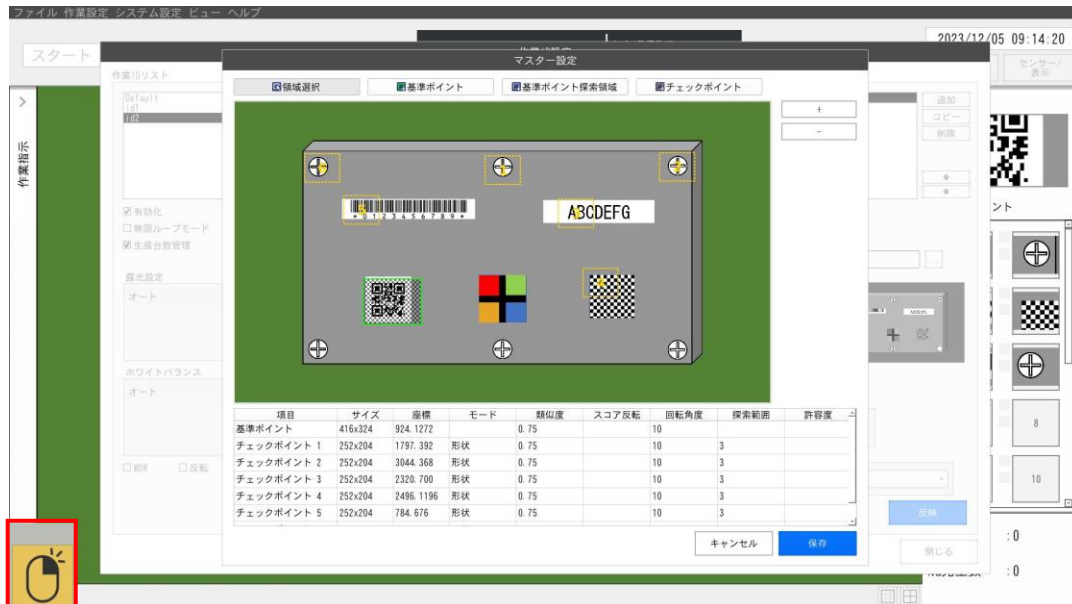 ファイル 作業設定 システム設定 ビュー ヘルプ
2023/12/05 09:14:20
スタート
マスター設定
センサー/
表示
作業IDリスト
領域選択 基準ポイント 基準ポイント探索領域 チェックポイント
Default
id1
id2
追加
コピー
削除
+
-
作業指示
有効化
無限ループモード
生産台数管理
*0123456789*
ABCDEFG
ント
...
露光設定
オート
ホワイトバランス
オート
反転
項目 サイズ 座標 モード 類似度 スコア反転 回転角度 探索範囲 許容度
基準ポイント 416x324 924, 1272 0.75 10
チェックポイント 1 252x204 1797, 392 形状 0.75 10 3
チェックポイント 2 252x204 3044, 368 形状 0.75 10 3
チェックポイント 3 252x204 2320, 700 形状 0.75 10 3
チェックポイント 4 252x204 2496, 1196 形状 0.75 10 3
チェックポイント 5 252x204 784, 676 形状 0.75 10 3
8
10
反映
キャンセル 保存
閉じる
:0
:0